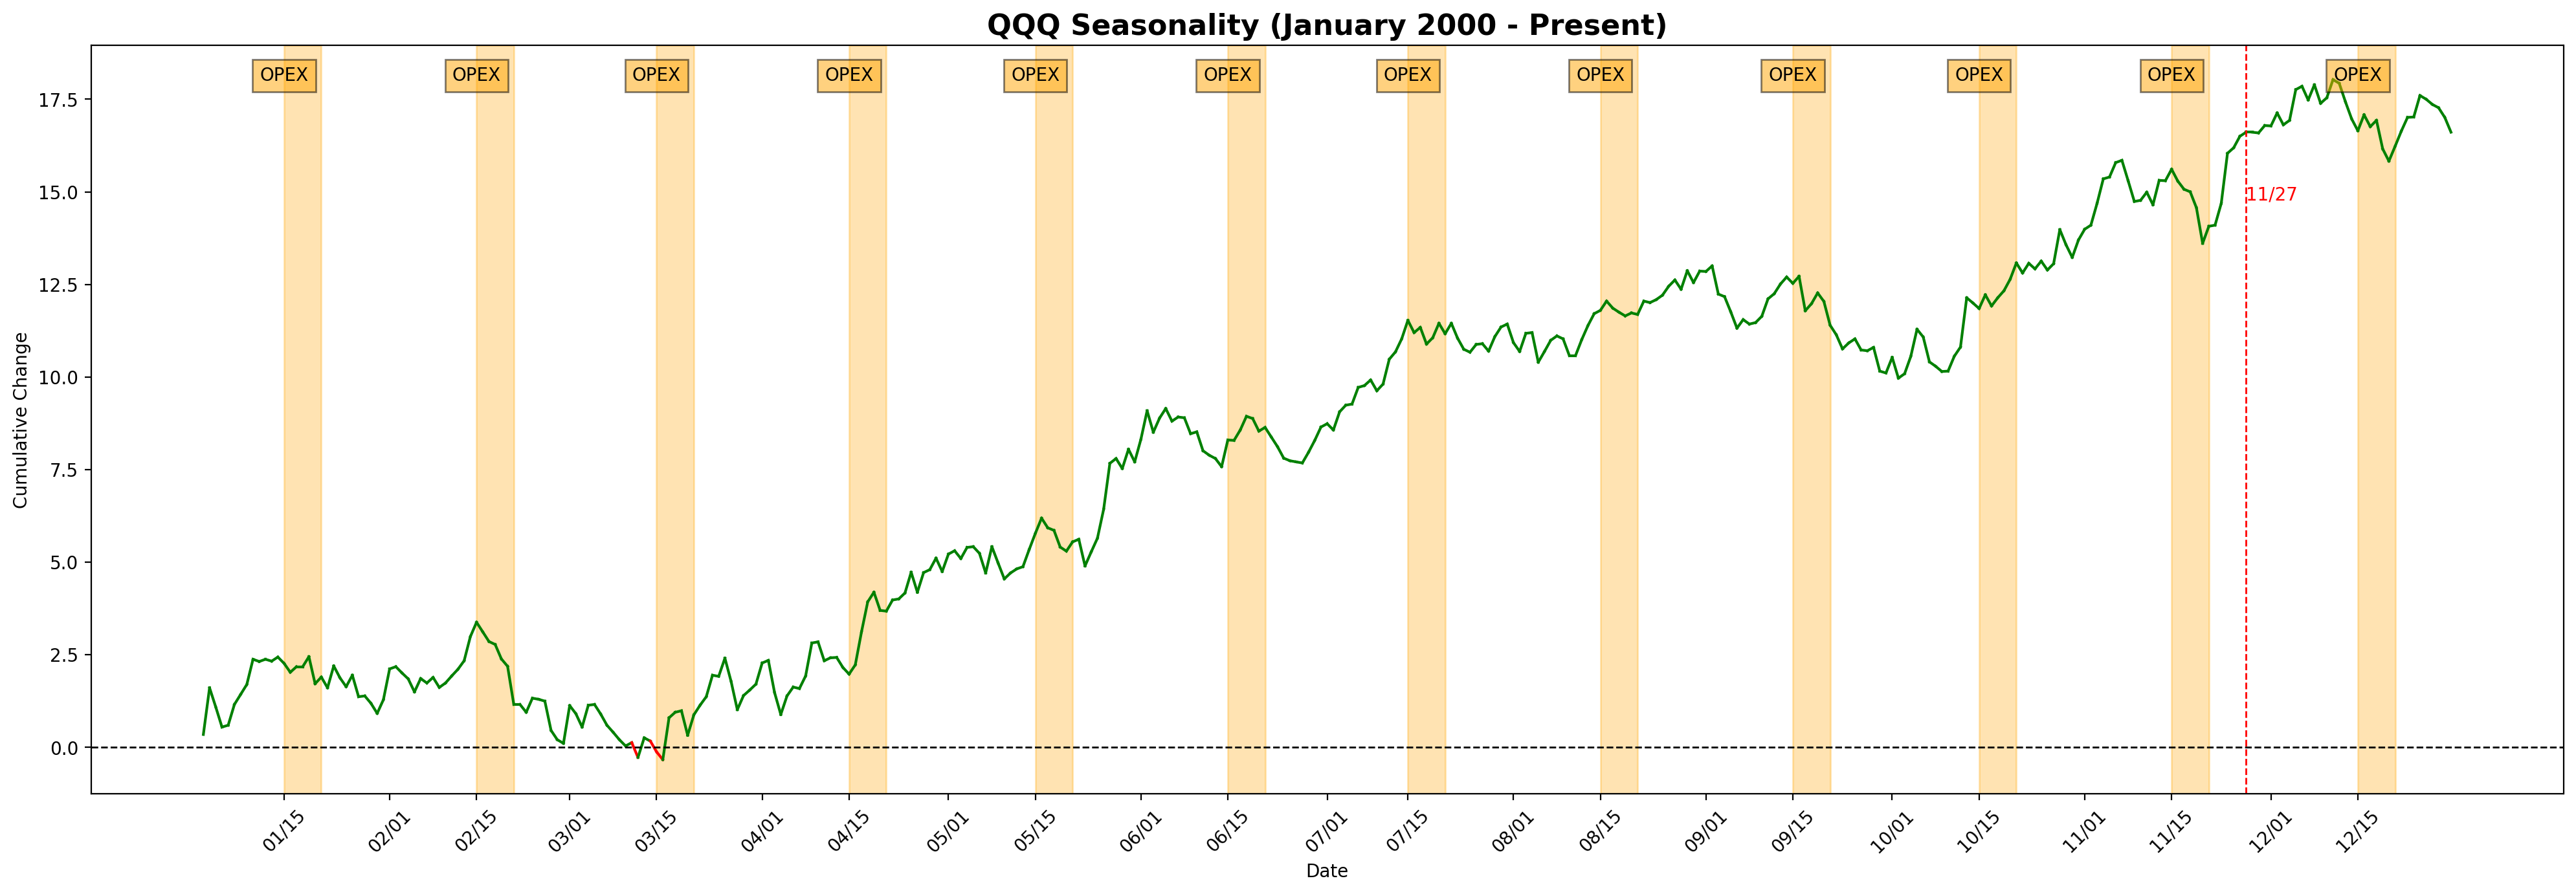 QQQ Seasonality (January 2000 - Present)
OPEX OPEX OPEX OPEX OPEX OPEX OPEX OPEX OPEX OPEX OPEX OPEX
17.5
15.0
12.5
10.0
7.5
5.0
2.5
0.0
Cumulative Change
11/27
01/15 02/01 02/15 03/01 03/15 04/01 04/15 05/01 05/15 06/01 06/15 07/01 07/15 08/01 08/15 09/01 09/15 10/01 10/15 11/01 11/15 12/01 12/15
Date